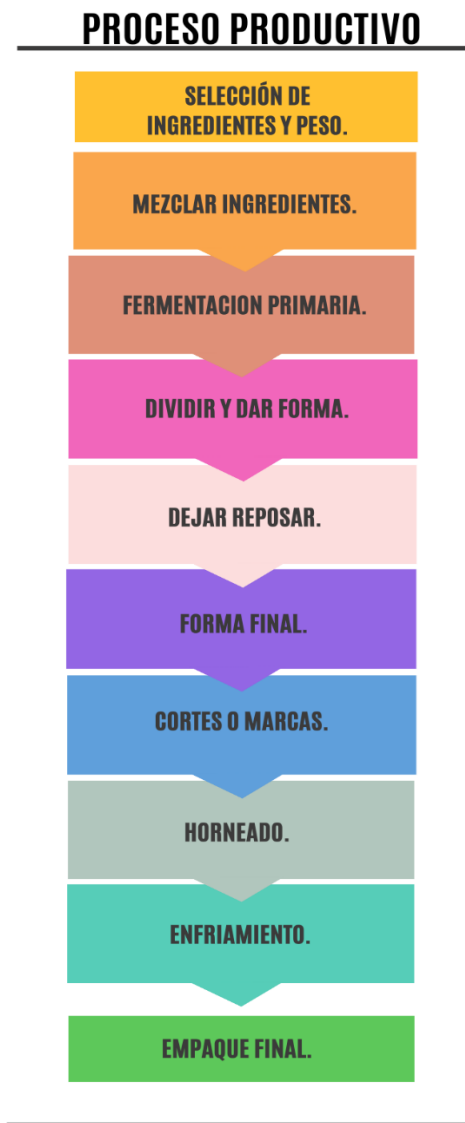 PROCESO PRODUCTIVO
SELECCIÓN DE
INGREDIENTES Y PESO.
MEZCLAR INGREDIENTES.
FERMENTACION PRIMARIA.
DIVIDIR Y DAR FORMA.
DEJAR REPOSAR.
FORMA FINAL.
CORTES O MARCAS.
HORNEADO.
ENFRIAMIENTO.
EMPAQUE FINAL.